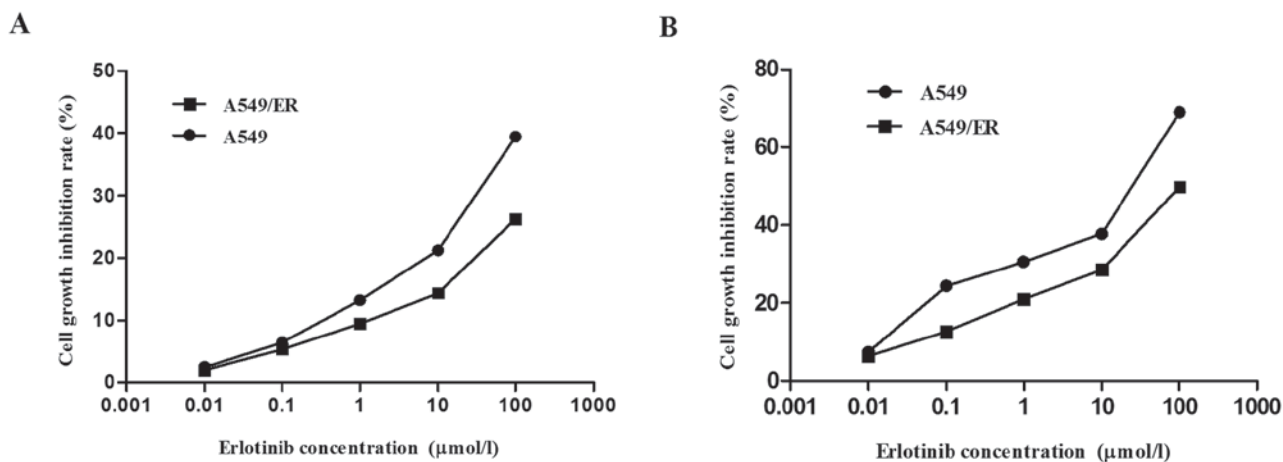 A
Cell growth inhibition rate (%)
50
40
30
20
10
0
A549/ER
A549
0.001 0.01 0.1 1 10 100 1000
Erlotinib concentration (μmol/l)
B
Cell growth inhibition rate (%)
80
60
40
20
0
A549
A549/ER
0.001 0.01 0.1 1 10 100 1000
Erlotinib concentration (μmol/l)